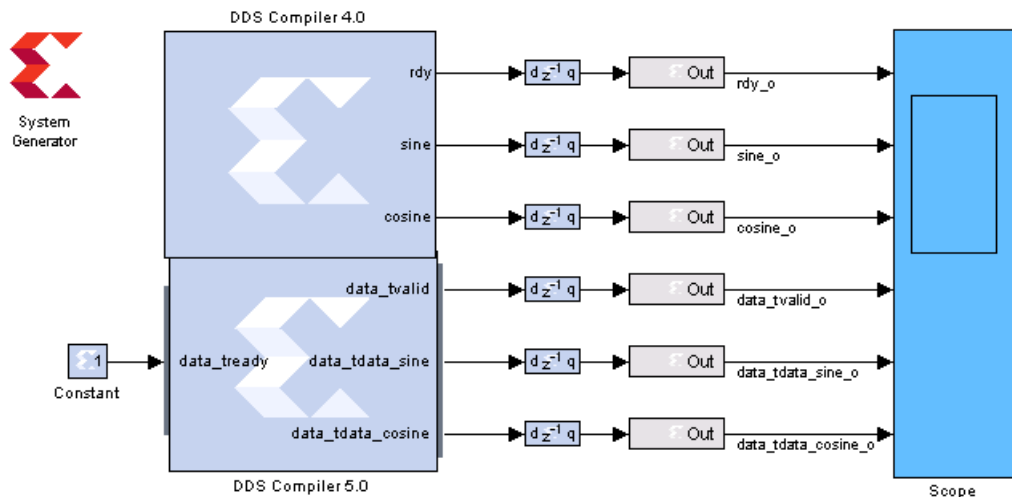 DDS Compiler 4.0
System
Generator
rdy
d z⁻¹ q
Out
rdy_o
sine
d z⁻¹ q
Out
sine_o
cosine
d z⁻¹ q
Out
cosine_o
data_tvalid
d z⁻¹ q
Out
data_tvalid_o
1
Constant
data_tready
data_tdata_sine
d z⁻¹ q
Out
data_tdata_sine_o
data_tdata_cosine
d z⁻¹ q
Out
data_tdata_cosine_o
DDS Compiler 5.0
Scope